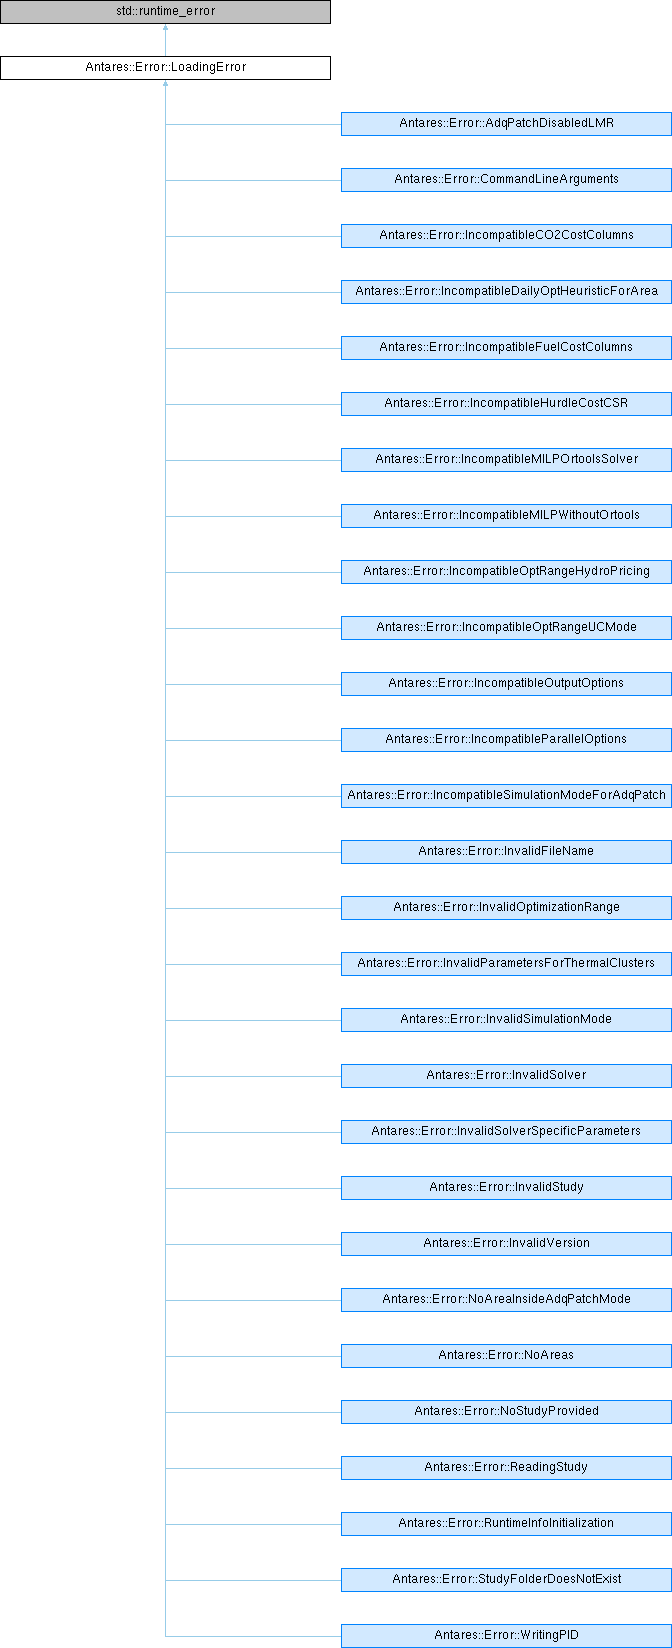 std::runtime_error
Antares::Error::LoadingError
Antares::Error::AdqPatchDisabledLMR
Antares::Error::CommandLineArguments
Antares::Error::IncompatibleCO2CostColumns
Antares::Error::IncompatibleDailyOptHeuristicForArea
Antares::Error::IncompatibleFuelCostColumns
Antares::Error::IncompatibleHurdleCostCSR
Antares::Error::IncompatibleMILPOrtoolsSolver
Antares::Error::IncompatibleMILPWithoutOrtools
Antares::Error::IncompatibleOptRangeHydroPricing
Antares::Error::IncompatibleOptRangeUCMode
Antares::Error::IncompatibleOutputOptions
Antares::Error::IncompatibleParallelOptions
Antares::Error::IncompatibleSimulationModeForAdqPatch
Antares::Error::InvalidFileName
Antares::Error::InvalidOptimizationRange
Antares::Error::InvalidParametersForThermalClusters
Antares::Error::InvalidSimulationMode
Antares::Error::InvalidSolver
Antares::Error::InvalidSolverSpecificParameters
Antares::Error::InvalidStudy
Antares::Error::InvalidVersion
Antares::Error::NoAreaInsideAdqPatchMode
Antares::Error::NoAreas
Antares::Error::NoStudyProvided
Antares::Error::ReadingStudy
Antares::Error::RuntimeInfoInitialization
Antares::Error::StudyFolderDoesNotExist
Antares::Error::WritingPID